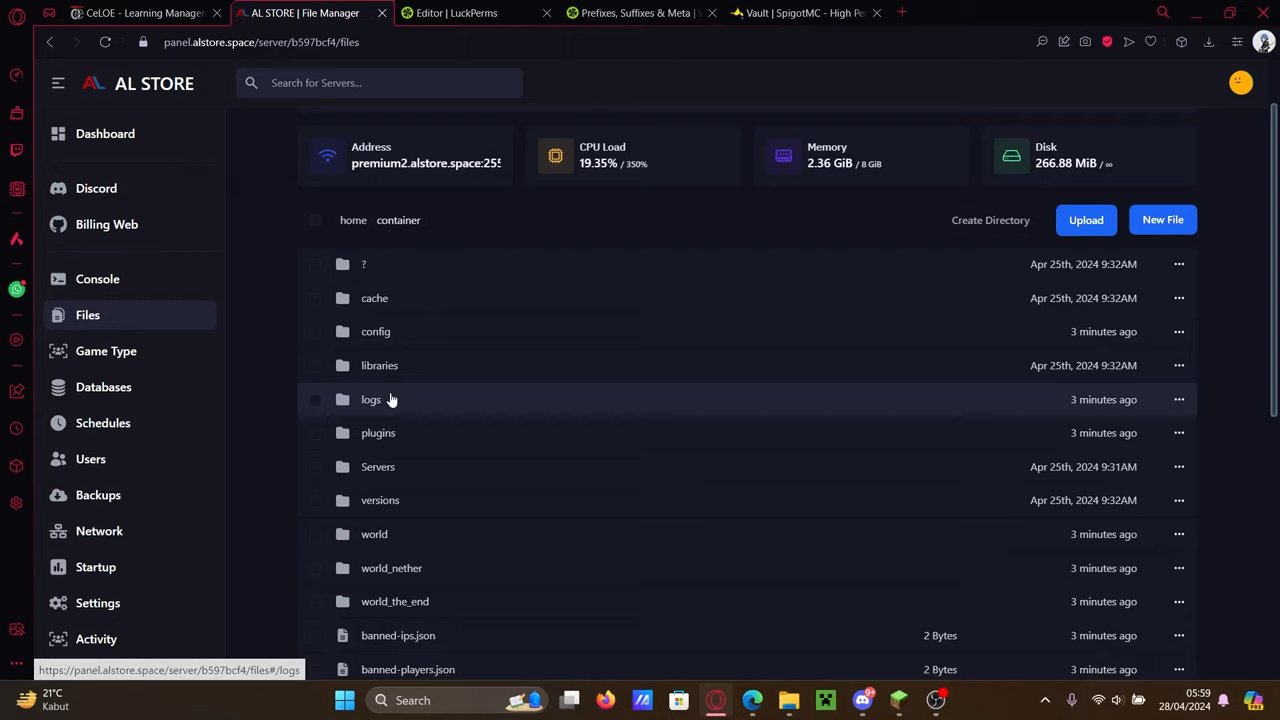 CeLOE - Learning Managem
AL STORE | File Manager
Editor | LuckPerms
Prefixes, Suffixes & Meta |
Vault | SpigotMC - High Pe
panel.alstore.space/server/b597bcf4/files
AL STORE
Search for Servers...
Dashboard
Discord
Billing Web
Console
Files
Game Type
Databases
Schedules
Users
Backups
Network
Startup
Settings
Activity
Address
premium2.alstore.space:255
CPU Load
19.35% / 350%
Memory
2.36 GiB / 8 GiB
Disk
266.88 MiB / ∞
home container
Create Directory
Upload
New File
? Apr 25th, 2024 9:32AM
cache Apr 25th, 2024 9:32AM
config 3 minutes ago
libraries Apr 25th, 2024 9:32AM
logs 3 minutes ago
plugins 3 minutes ago
Servers Apr 25th, 2024 9:31AM
versions Apr 25th, 2024 9:32AM
world 3 minutes ago
world_nether 3 minutes ago
world_the_end 3 minutes ago
banned-ips.json 2 Bytes 3 minutes ago
banned-players.json 2 Bytes 3 minutes ago
https://panel.alstore.space/server/b597bcf4/files#/logs
21°C
Kabut
Search
05:59
28/04/2024